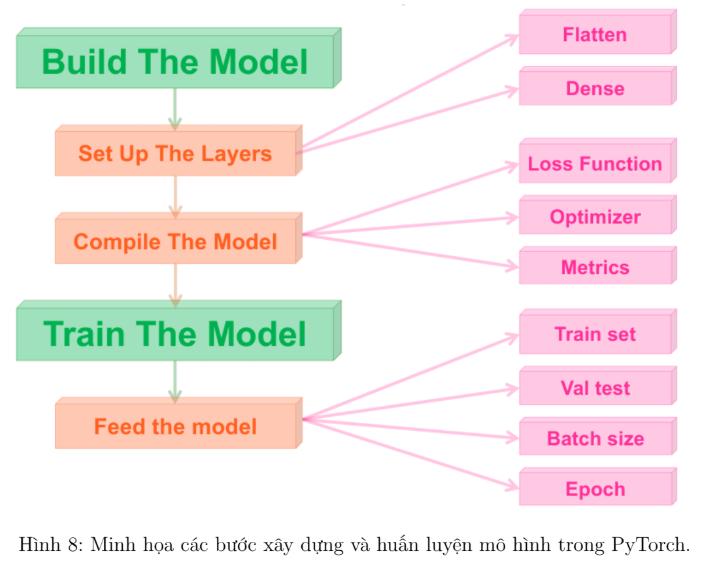 Build The Model
Set Up The Layers
Compile The Model
Train The Model
Feed the model
Flatten
Dense
Loss Function
Optimizer
Metrics
Train set
Val test
Batch size
Epoch
Hình 8: Minh họa các bước xây dựng và huấn luyện mô hình trong PyTorch.